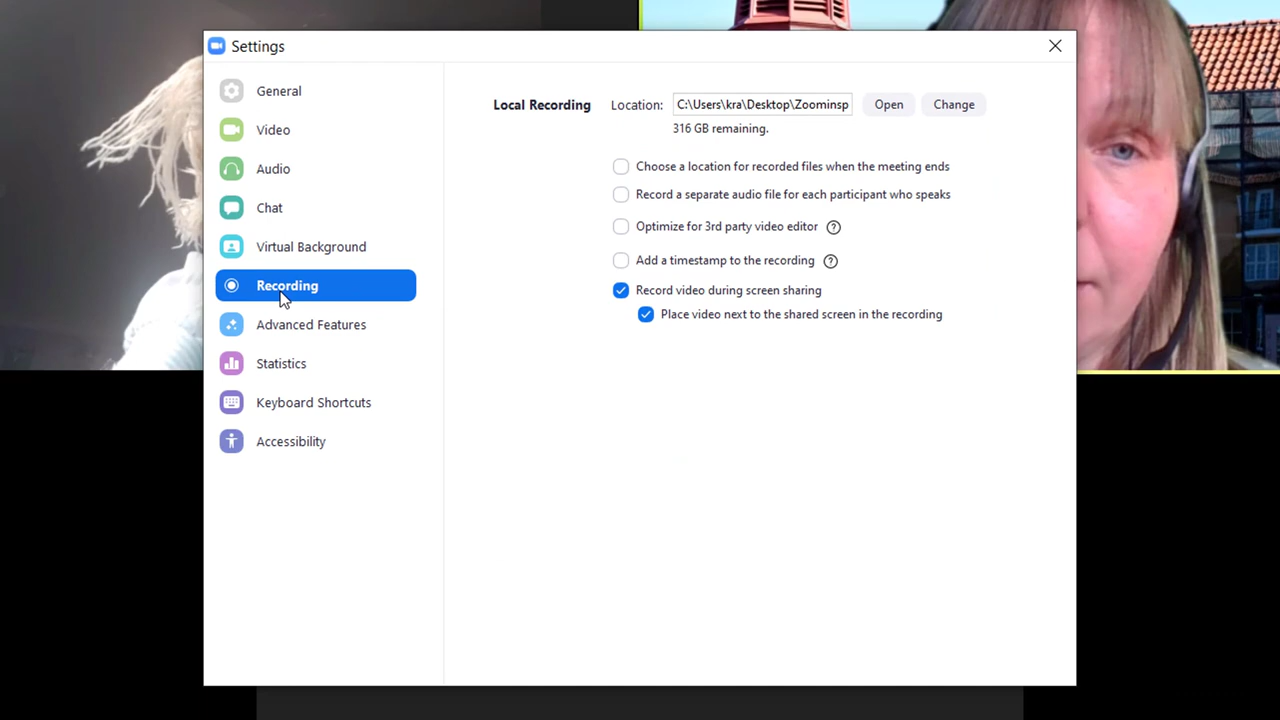 Settings
General
Video
Audio
Chat
Virtual Background
Recording
Advanced Features
Statistics
Keyboard Shortcuts
Accessibility
Local Recording Location: C:\Users\kra\Desktop\Zoominsp Open Change
316 GB remaining.
Choose a location for recorded files when the meeting ends
Record a separate audio file for each participant who speaks
Optimize for 3rd party video editor ?
Add a timestamp to the recording ?
Record video during screen sharing
Place video next to the shared screen in the recording